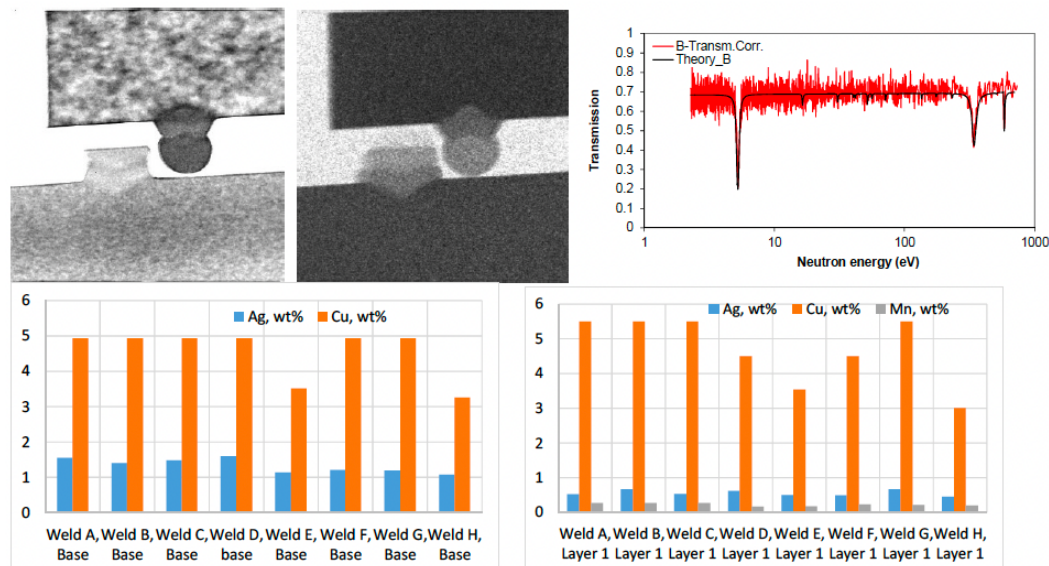 B-Transm.Corr.
Theory_B
1
0.9
0.8
0.7
0.6
0.5
0.4
0.3
0.2
0.1
0
Transmission
1 10 100 1000
Neutron energy (eV)
Ag, wt% Cu, wt%
6
5
4
3
2
1
0
Weld A, Weld B, Weld C, Weld D, Weld E, Weld F, Weld G, Weld H,
Base Base Base base Base Base Base Base
Ag, wt% Cu, wt% Mn, wt%
6
5
4
3
2
1
0
Weld A, Weld B, Weld C, Weld D, Weld E, Weld F, Weld G, Weld H,
Layer 1 Layer 1 Layer 1 Layer 1 Layer 1 Layer 1 Layer 1 Layer 1